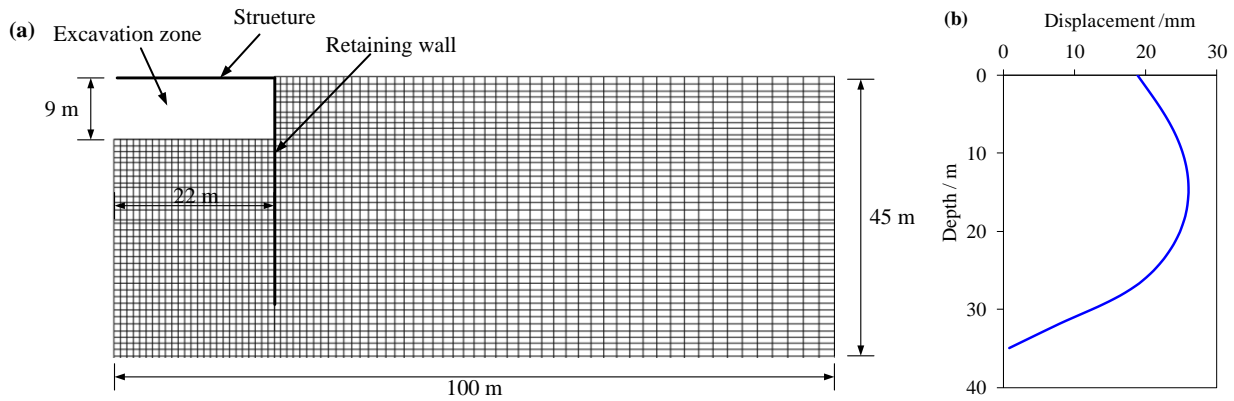 (a)
Strueture
Excavation zone
Retaining wall
9 m
22 m
45 m
100 m
(b)
Displacement /mm
0 10 20 30
0
10
20
30
40
Depth / m